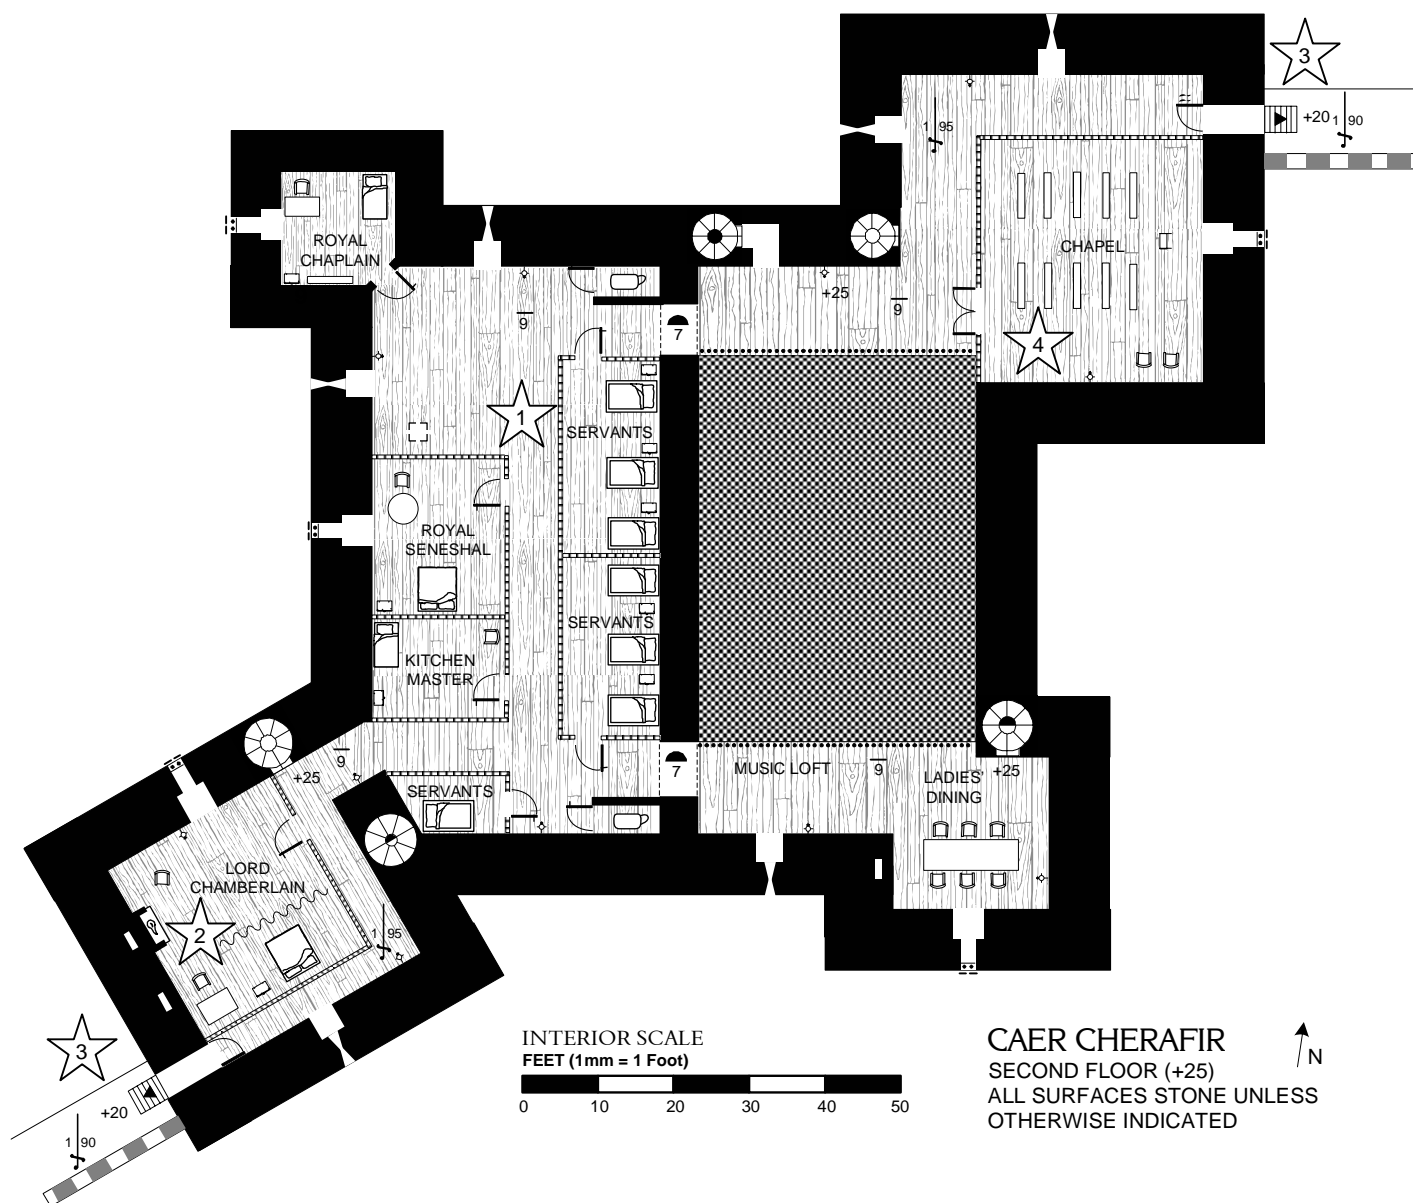 3
+20
1 90
1 95
ROYAL
CHAPLAIN
CHAPEL
+25
9
9
7
4
1
SERVANTS
ROYAL
SENESHAL
SERVANTS
KITCHEN
MASTER
9
+25
7
MUSIC LOFT
9
LADIES'
DINING
+25
SERVANTS
LORD
CHAMBERLAIN
2
1 95
3
+20
1 90
INTERIOR SCALE
FEET (1mm = 1 Foot)
0 10 20 30 40 50
CAER CHERAFIR
SECOND FLOOR (+25)
ALL SURFACES STONE UNLESS
OTHERWISE INDICATED
N